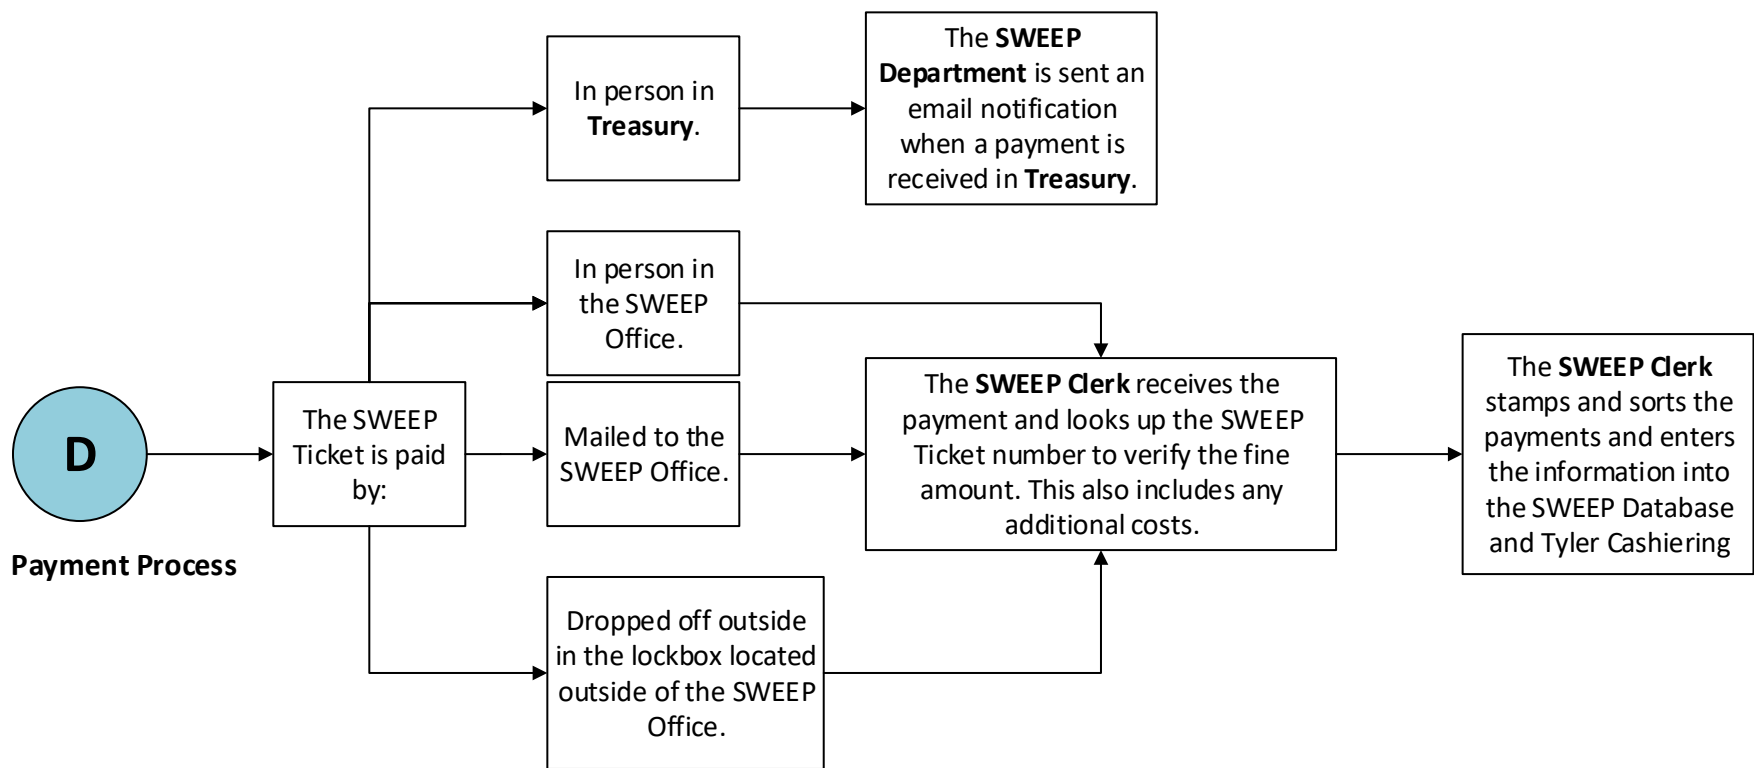 D
Payment Process
The SWEEP
Ticket is paid
by:
In person in
Treasury.
The SWEEP
Department is sent an
email notification
when a payment is
received in Treasury.
In person in
the SWEEP
Office.
Mailed to the
SWEEP Office.
Dropped off outside
in the lockbox located
outside of the SWEEP
Office.
The SWEEP Clerk receives the
payment and looks up the SWEEP
Ticket number to verify the fine
amount. This also includes any
additional costs.
The SWEEP Clerk
stamps and sorts the
payments and enters
the information into
the SWEEP Database
and Tyler Cashiering